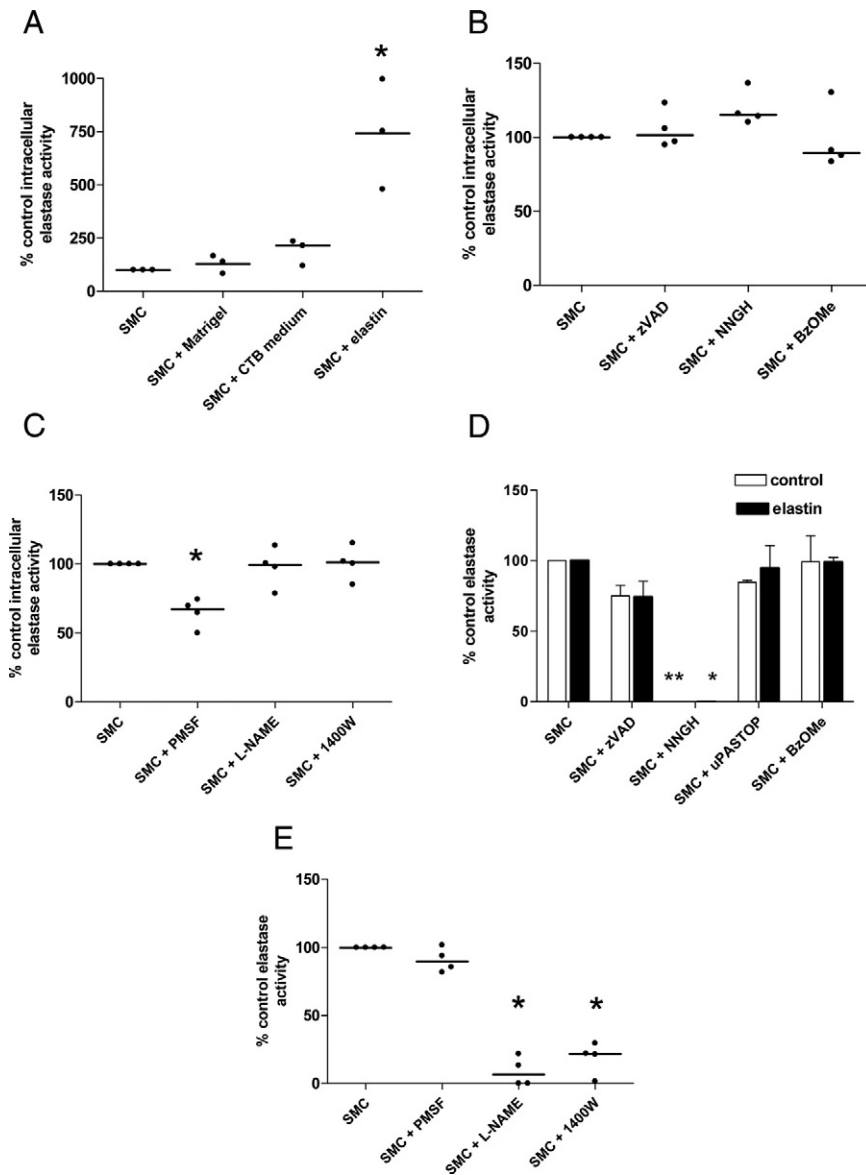 A
*
% control intracellular
elastase activity
1000
750
500
250
0
SMC
SMC + Matrigel
SMC + CTB medium
SMC + elastin
B
% control intracellular
elastase activity
150
100
50
0
SMC
SMC + zVAD
SMC + NNGH
SMC + BzOMe
C
% control intracellular
elastase activity
150
100
50
0
*
SMC
SMC + PMSF
SMC + L-NAME
SMC + 1400W
D
control
elastin
% control elastase
activity
150
100
50
0
** *
SMC
SMC + zVAD
SMC + NNGH
SMC + uPASTOP
SMC + BzOMe
E
% control elastase
activity
150
100
50
0
* *
SMC
SMC + PMSF
SMC + L-NAME
SMC + 1400W